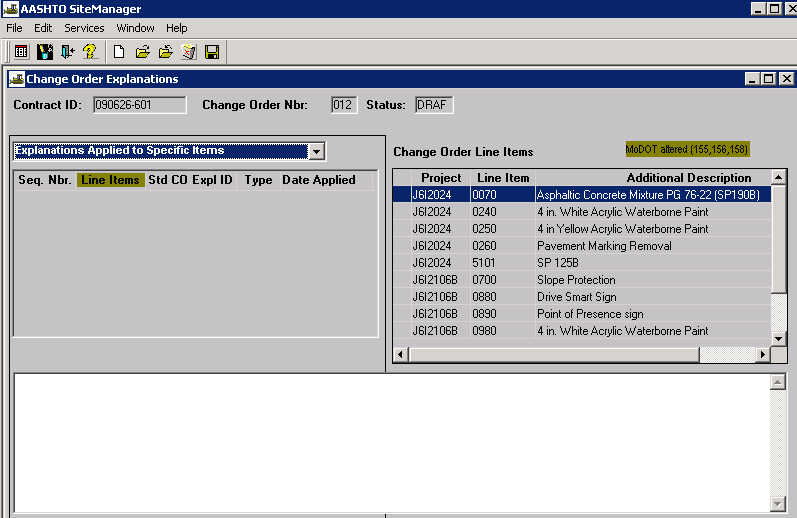 AASHTO SiteManager
File Edit Services Window Help
Change Order Explanations
Contract ID: 090626-601 Change Order Nbr: 012 Status: DRAF
Explanations Applied to Specific Items
Seq. Nbr. Line Items Std CO Expl ID Type Date Applied
Change Order Line Items MoDOT altered (155,156,158)
Project Line Item Additional Description
J6I2024 0070 Asphaltic Concrete Mixture PG 76-22 (SP190B)
J6I2024 0240 4 in. White Acrylic Waterborne Paint
J6I2024 0250 4 in Yellow Acrylic Waterborne Paint
J6I2024 0260 Pavement Marking Removal
J6I2024 5101 SP 125B
J6I2106B 0700 Slope Protection
J6I2106B 0880 Drive Smart Sign
J6I2106B 0890 Point of Presence sign
J6I2106B 0980 4 in. White Acrylic Waterborne Paint